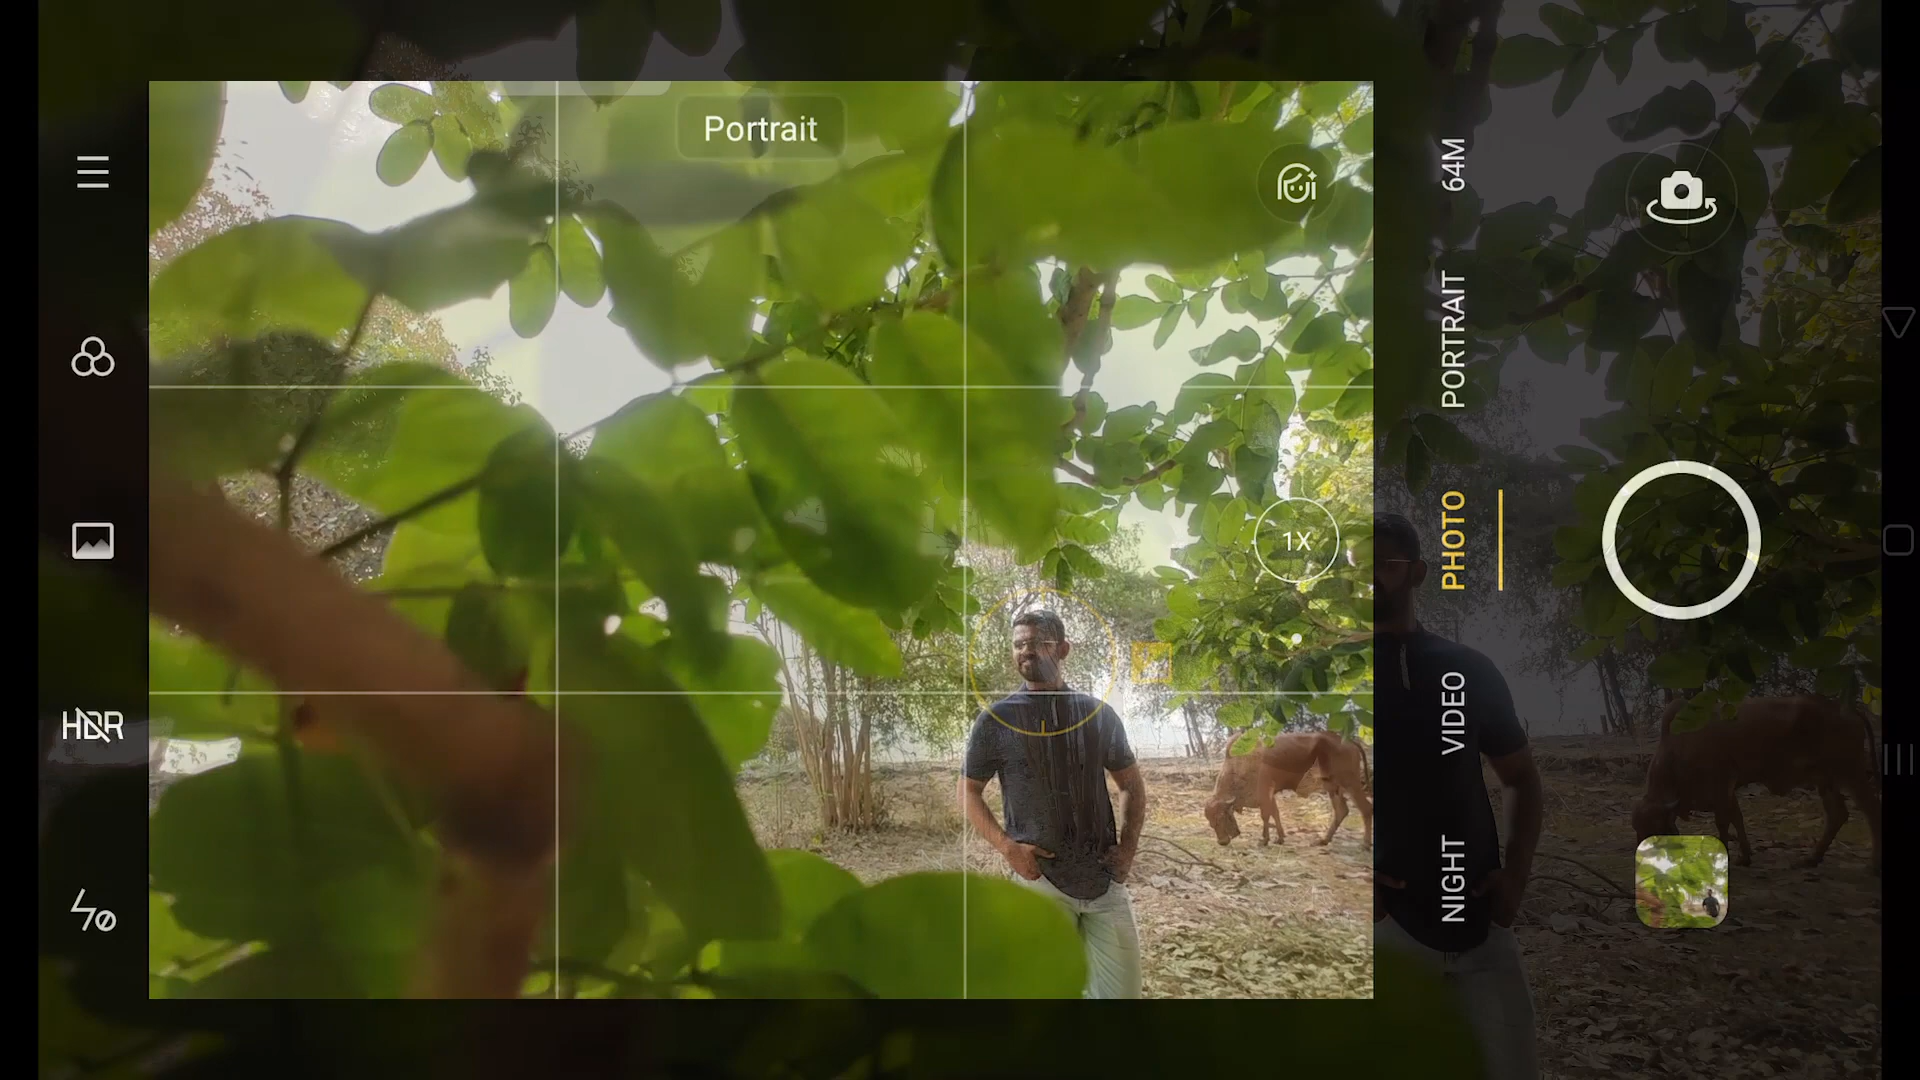 Portrait
HDR
1X
64M
PORTRAIT
PHOTO
VIDEO
NIGHT